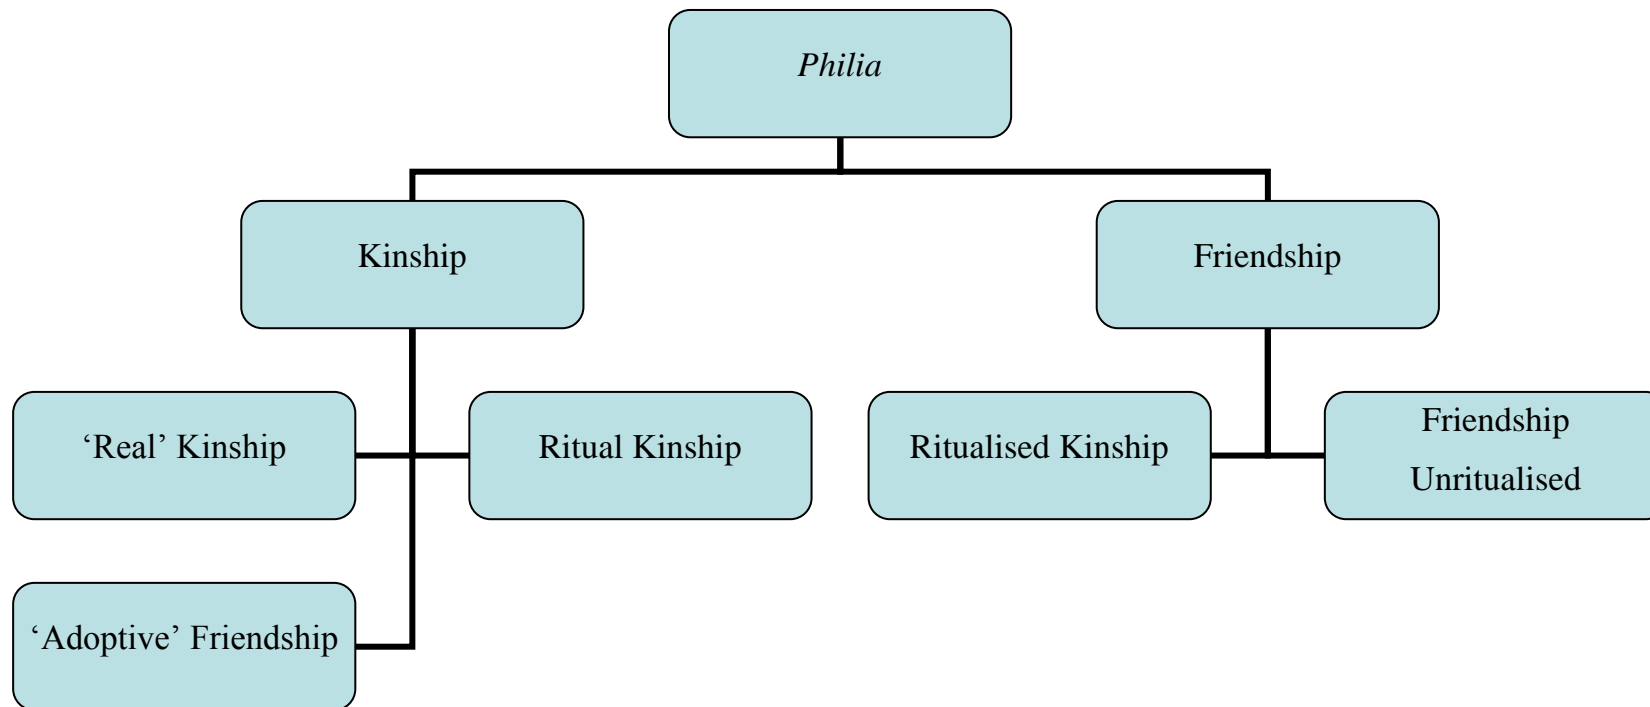 Philia
Kinship
Friendship
‘Real’ Kinship
Ritual Kinship
Ritualised Kinship
Friendship
Unritualised
‘Adoptive’ Friendship